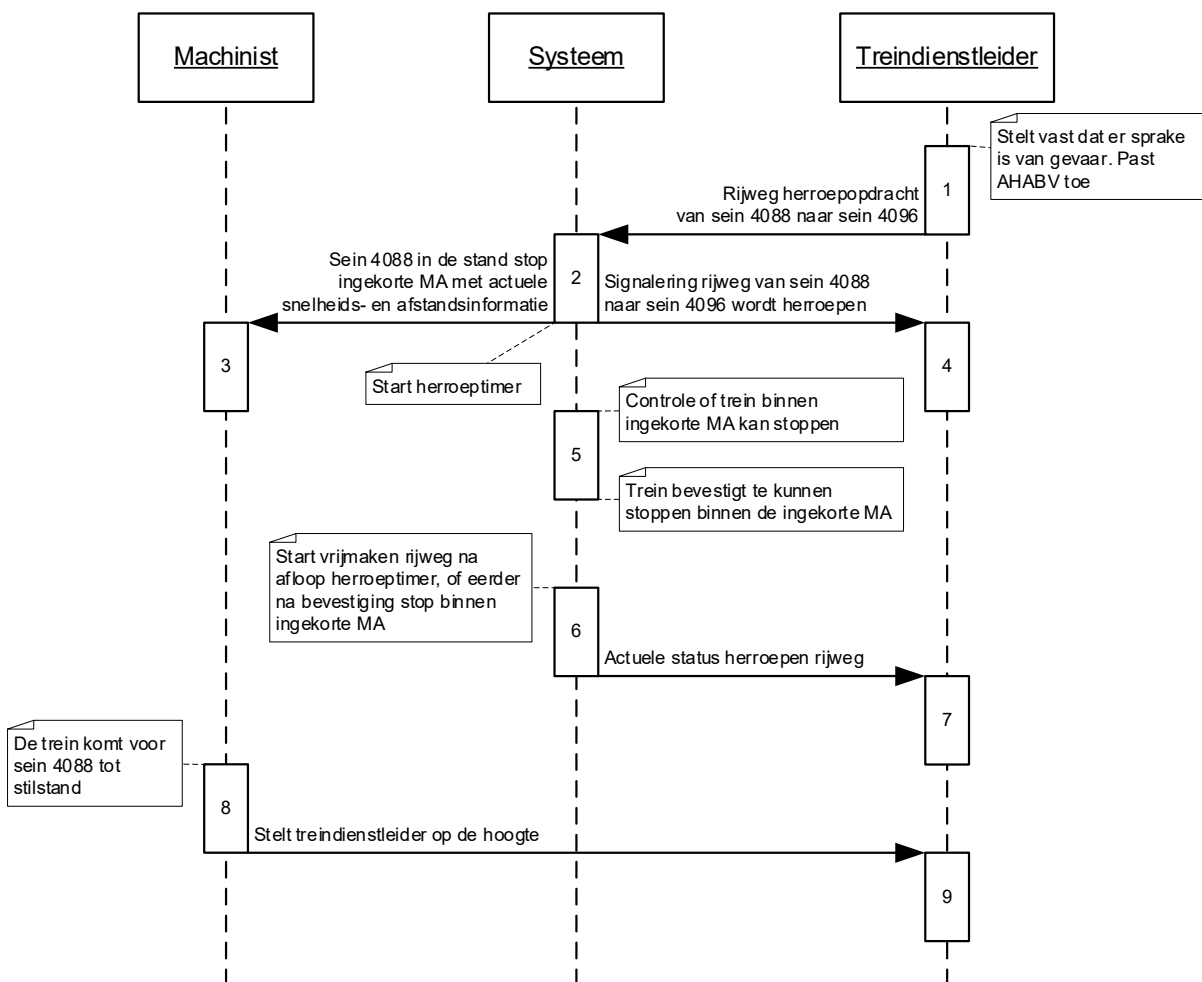 Machinist
Systeem
Treindienstleider
Stelt vast dat er sprake
is van gevaar. Past
AHABV toe
1
Rijweg herroepopdracht
van sein 4088 naar sein 4096
2
Sein 4088 in de stand stop
ingekorte MA met actuele
snelheids- en afstandsinformatie
Signalering rijweg van sein 4088
naar sein 4096 wordt herroepen
3
4
Start herroeptimer
Controle of trein binnen
ingekorte MA kan stoppen
5
Trein bevestigt te kunnen
stoppen binnen de ingekorte MA
Start vrijmaken rijweg na
afloop herroeptimer, of eerder
na bevestiging stop binnen
ingekorte MA
6
Actuele status herroepen rijweg
7
De trein komt voor
sein 4088 tot
stilstand
8
Stelt treindienstleider op de hoogte
9